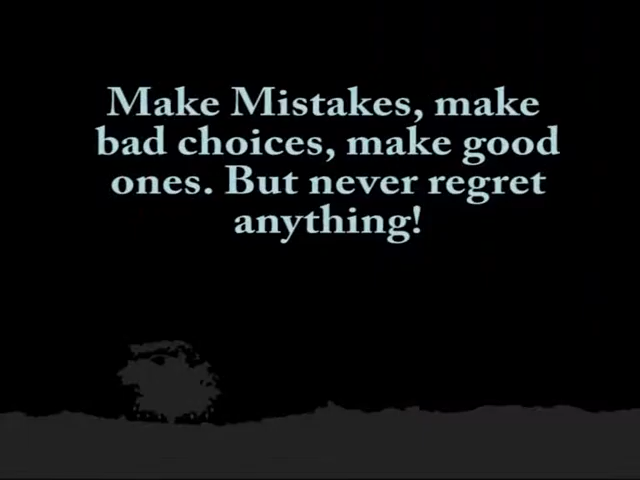 Make Mistakes, make
bad choices, make good
ones. But never regret
anything!